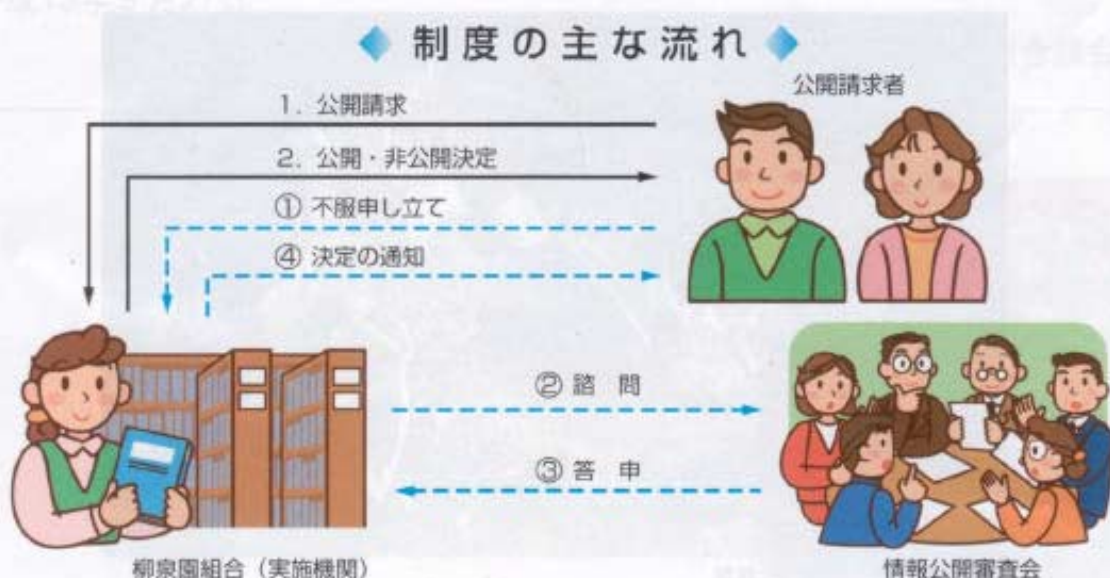 制度の主な流れ
公開請求者
1. 公開請求
2. 公開・非公開決定
① 不服申し立て
④ 決定の通知
② 諮問
③ 答申
柳泉園組合（実施機関）
情報公開審査会